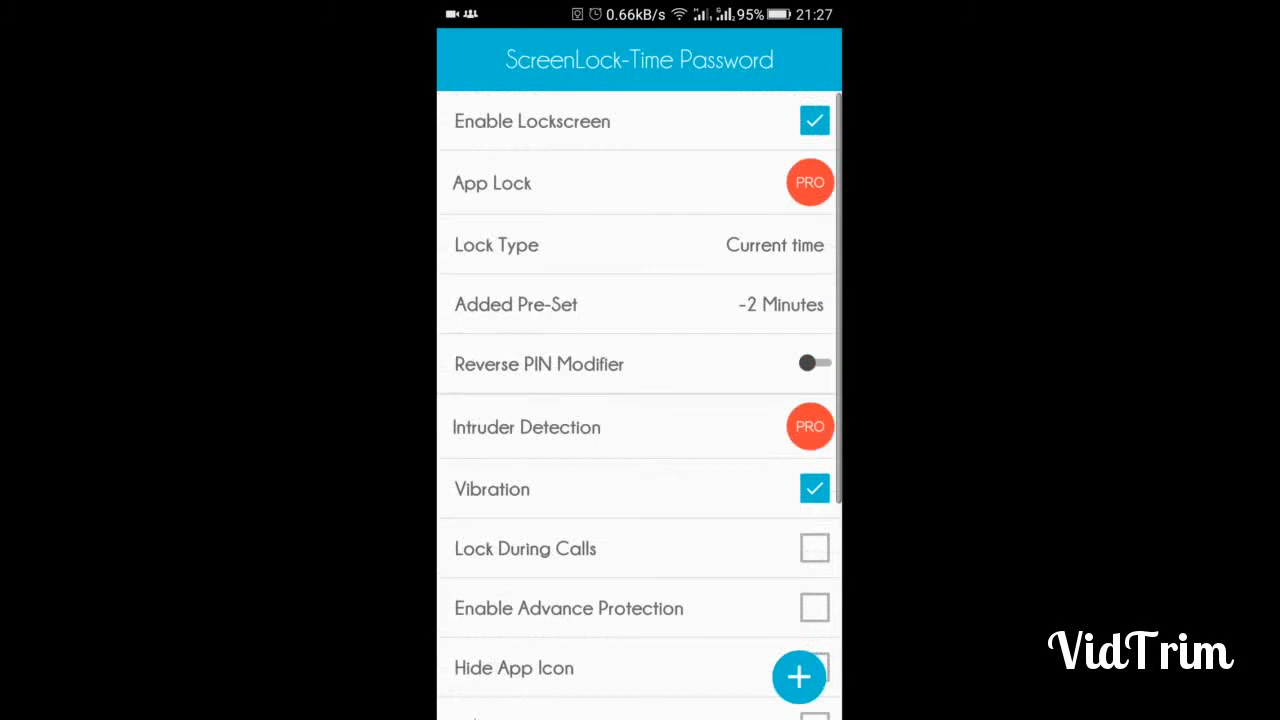 0.66kB/s 95% 21:27
ScreenLock-Time Password
Enable Lockscreen
App Lock PRO
Lock Type Current time
Added Pre-Set -2 Minutes
Reverse PIN Modifier
Intruder Detection PRO
Vibration
Lock During Calls
Enable Advance Protection
Hide App Icon
VidTrim